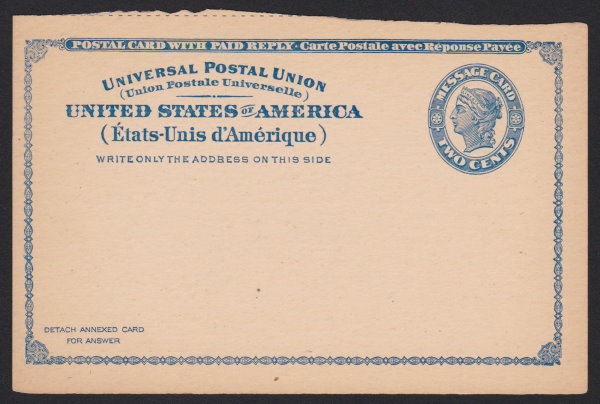 POSTAL CARD WITH PAID REPLY · Carte Postale avec Réponse Payée
UNIVERSAL POSTAL UNION
(Union Postale Universelle)
UNITED STATES OF AMERICA
(États-Unis d'Amérique)
WRITE ONLY THE ADDRESS ON THIS SIDE
MESSAGE CARD
TWO CENTS
DETACH ANNEXED CARD
FOR ANSWER